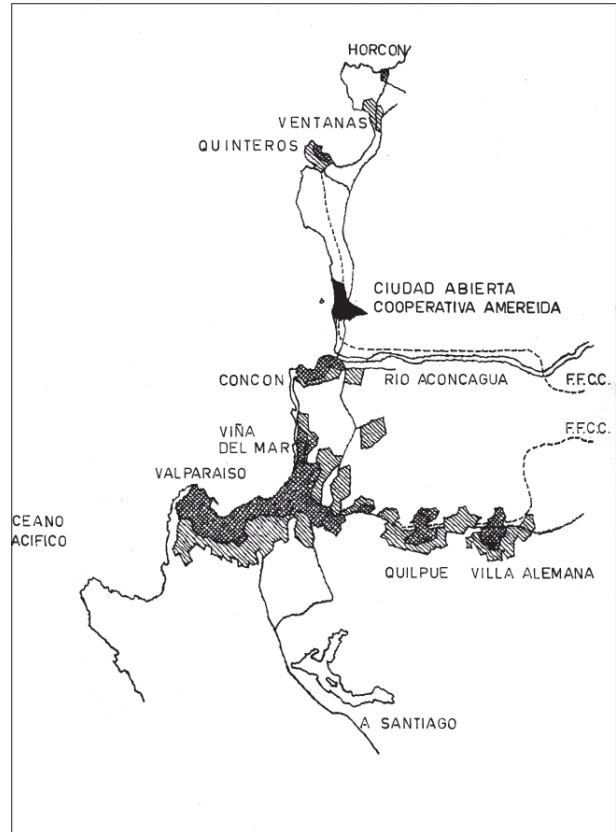 HORCON
VENTANAS
QUINTEROS
CIUDAD ABIERTA
COOPERATIVA AMEREIDA
CONCON
RIO ACONCAGUA
F.F.C.C.
F.F.C.C.
VIÑA
DEL MAR
VALPARAISO
CEANO
ACIFICO
QUILPUE
VILLA ALEMANA
A SANTIAGO